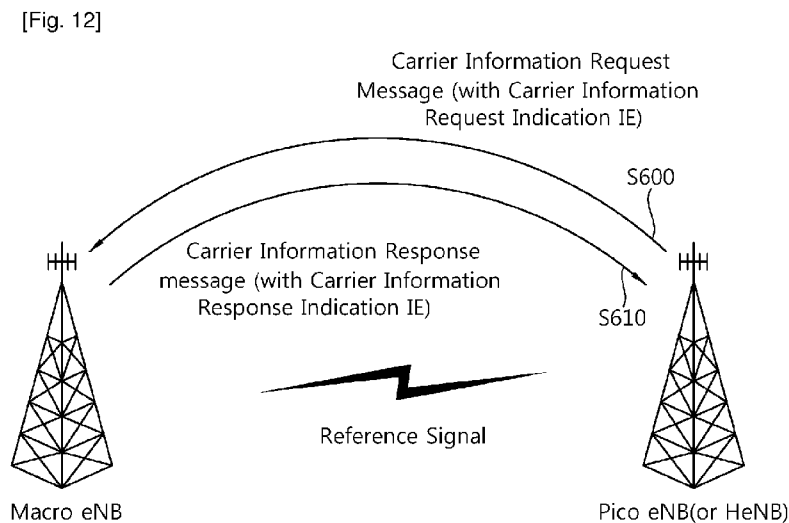 [Fig. 12]
Carrier Information Request
Message (with Carrier Information
Request Indication IE)
S600
Carrier Information Response
message (with Carrier Information
Response Indication IE)
S610
Reference Signal
Macro eNB
Pico eNB(or HeNB)